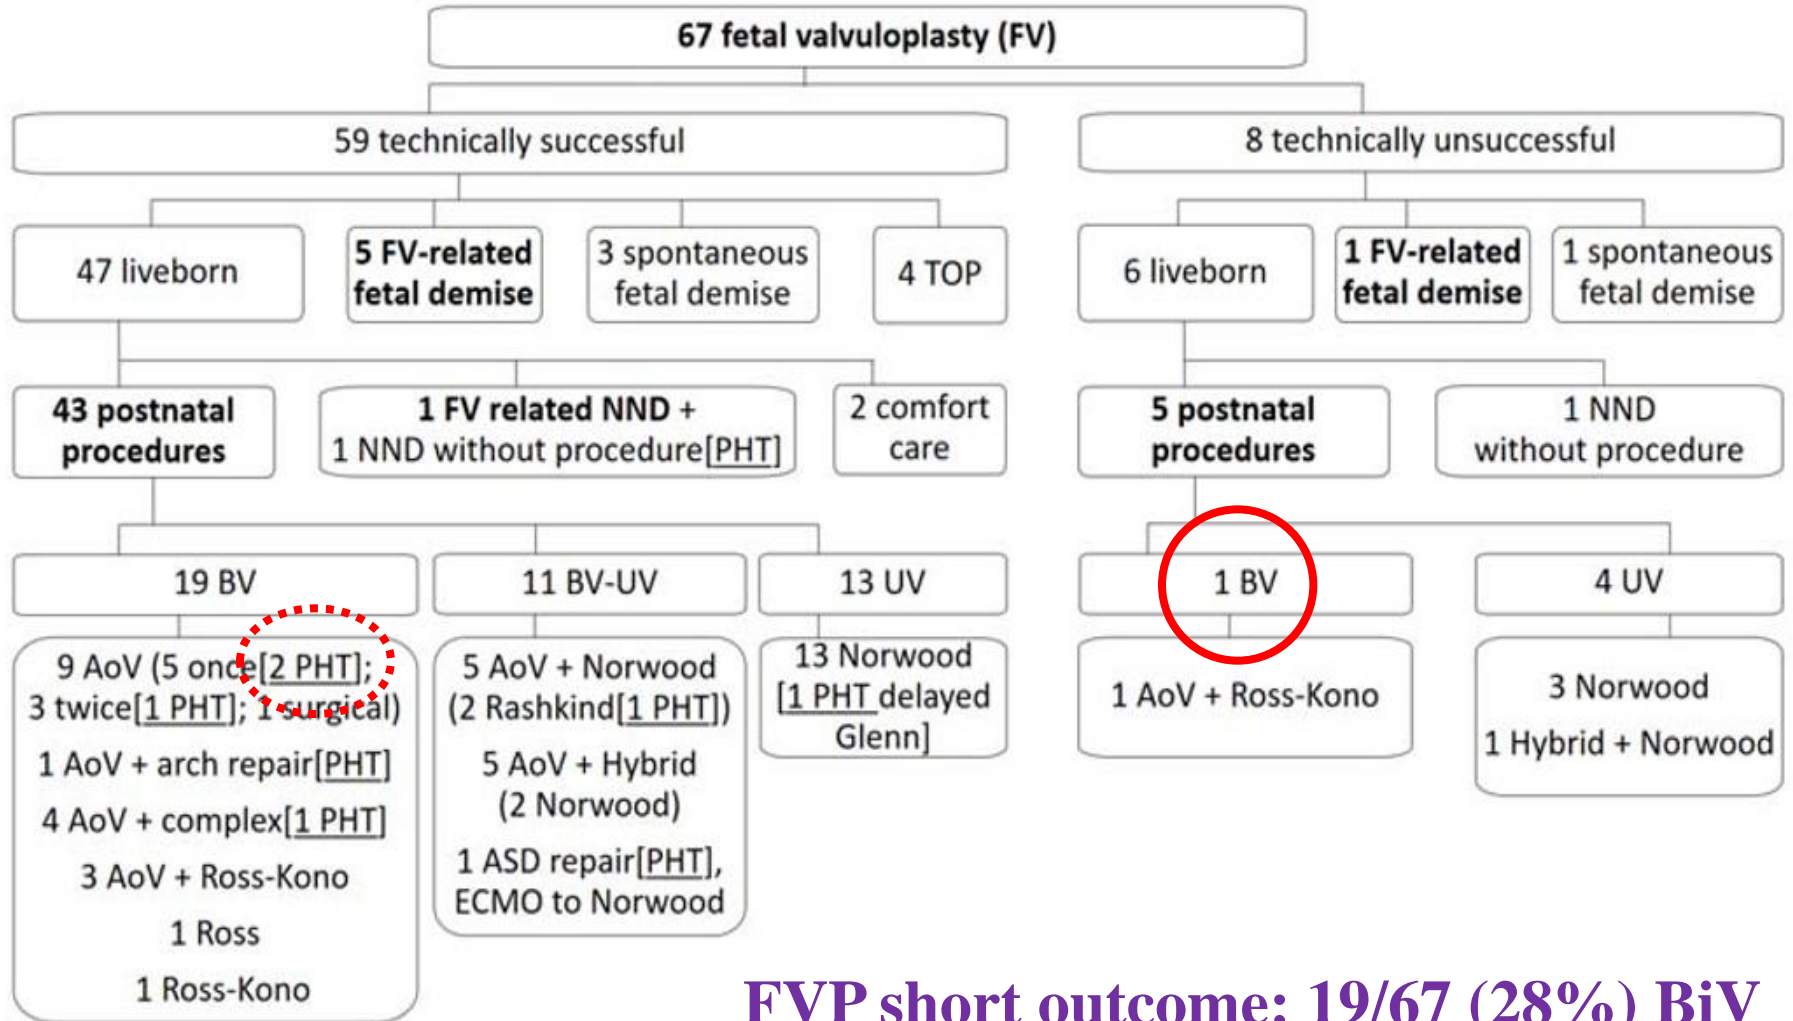 67 fetal valvuloplasty (FV)
59 technically successful
8 technically unsuccessful
47 liveborn
5 FV-related
fetal demise
3 spontaneous
fetal demise
4 TOP
6 liveborn
1 FV-related
fetal demise
1 spontaneous
fetal demise
43 postnatal
procedures
1 FV related NND +
1 NND without procedure[PHT]
2 comfort
care
5 postnatal
procedures
1 NND
without procedure
19 BV
11 BV-UV
13 UV
1 BV
4 UV
9 AoV (5 once[2 PHT];
3 twice[1 PHT]; 1 surgical)
1 AoV + arch repair[PHT]
4 AoV + complex[1 PHT]
3 AoV + Ross-Kono
1 Ross
1 Ross-Kono
5 AoV + Norwood
(2 Rashkind[1 PHT])
5 AoV + Hybrid
(2 Norwood)
1 ASD repair[PHT],
ECMO to Norwood
13 Norwood
[1 PHT delayed
Glenn]
1 AoV + Ross-Kono
3 Norwood
1 Hybrid + Norwood
FVP short outcome: 19/67 (28%) BiV